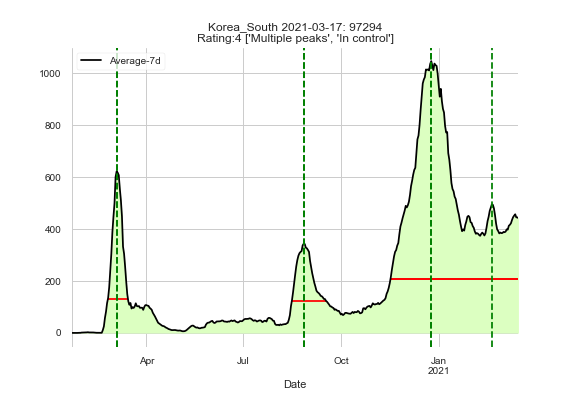 Korea_South 2021-03-17: 97294
Rating:4 ['Multiple peaks', 'In control']
Average-7d
1000
800
600
400
200
0
Apr
Jul
Oct
Jan
2021
Date